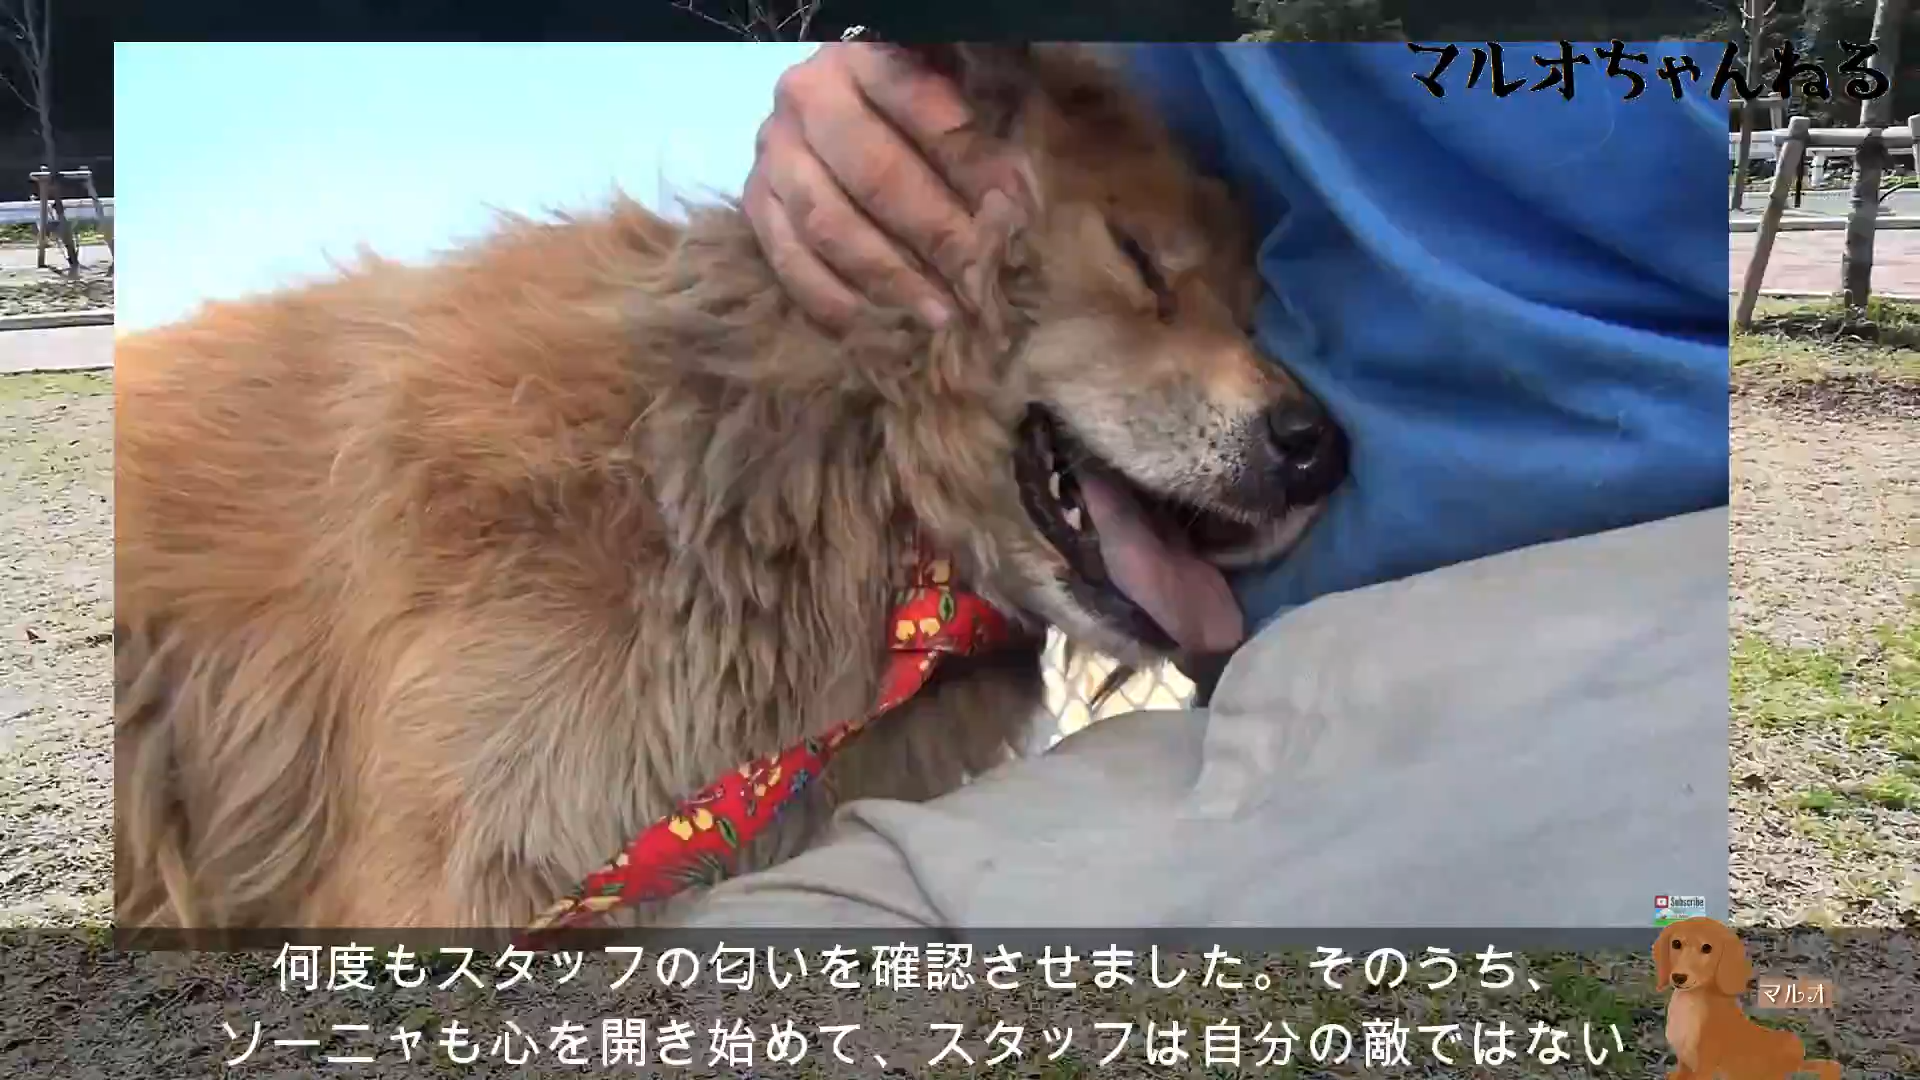 マルオちゃんねる
Subscribe
何度もスタッフの匂いを確認させました。そのうち、
ソーニャも心を開き始めて、スタッフは自分の敵ではない
マルオ